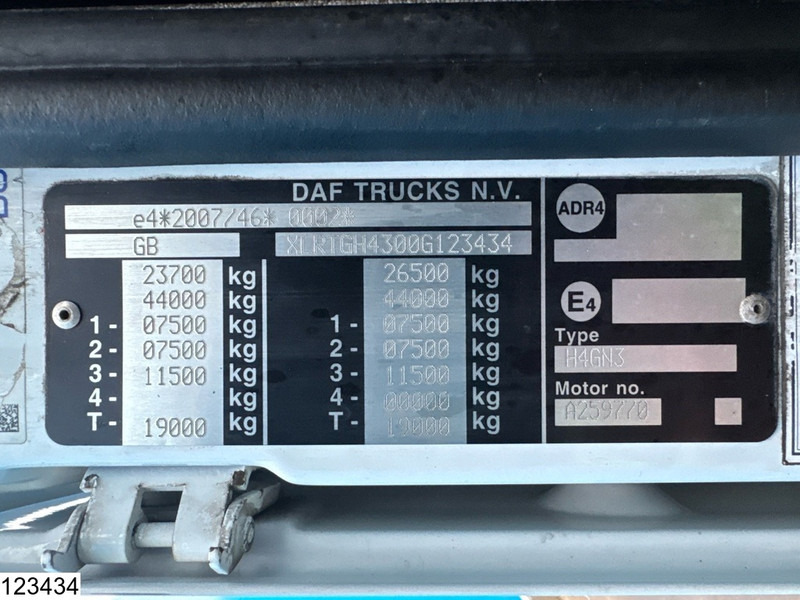 DAF TRUCKS N.V.
e4*2007/46* 0002*
GB XLRTGH4300G123434
23700 kg 26500 kg
44000 kg 44000 kg
1- 07500 kg 1- 07500 kg
2- 07500 kg 2- 07500 kg
3- 11500 kg 3- 11500 kg
4- kg 4- 00000 kg
T- 19000 kg T- 19000 kg
ADR4
E4
Type
H4GN3
Motor no.
A259770
123434